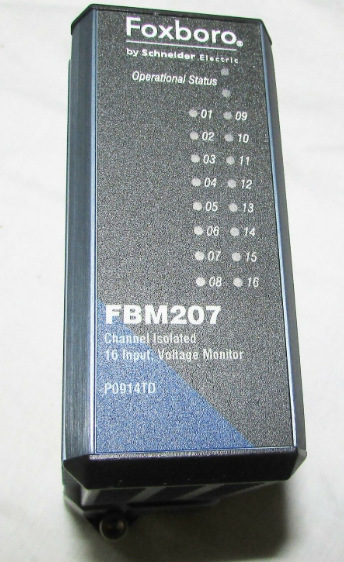 Foxboro®
by Schneider Electric
Operational Status
01 09
02 10
03 11
04 12
05 13
06 14
07 15
08 16
FBM207
Channel Isolated
16 Input, Voltage Monitor
P0914TD